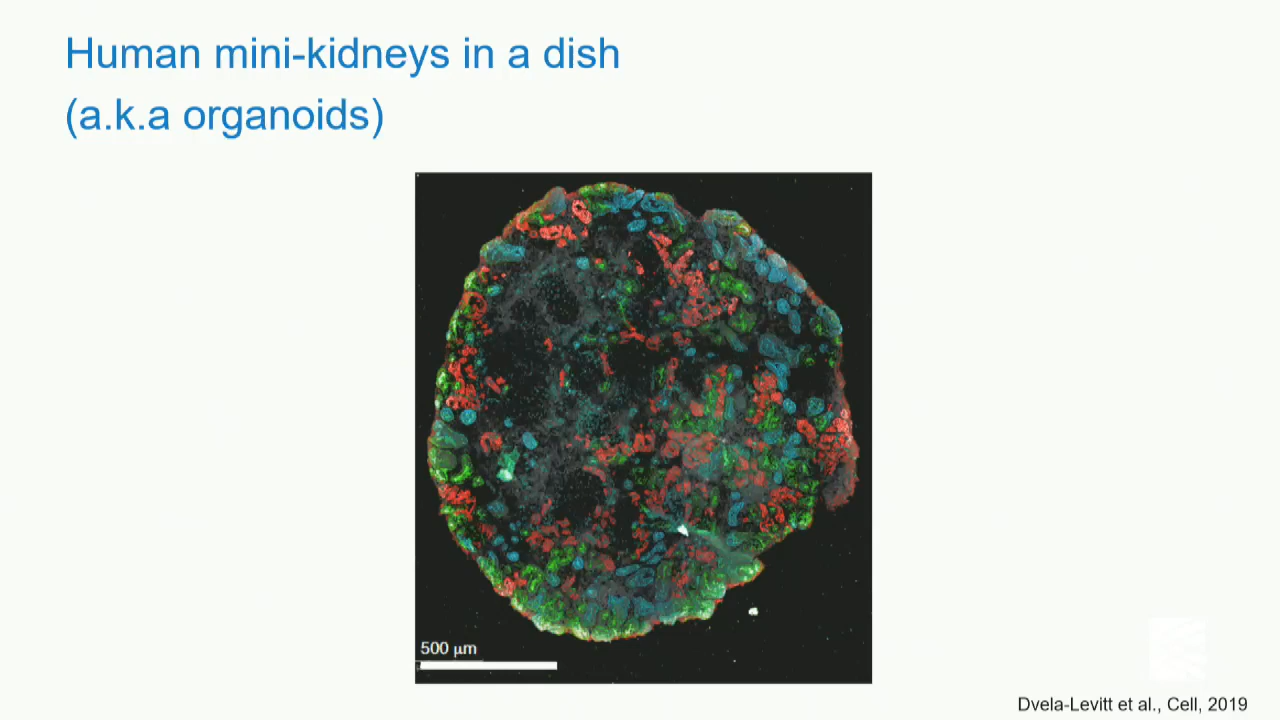 Human mini-kidneys in a dish
(a.k.a organoids)
500 μm
Dvela-Levitt et al., Cell, 2019